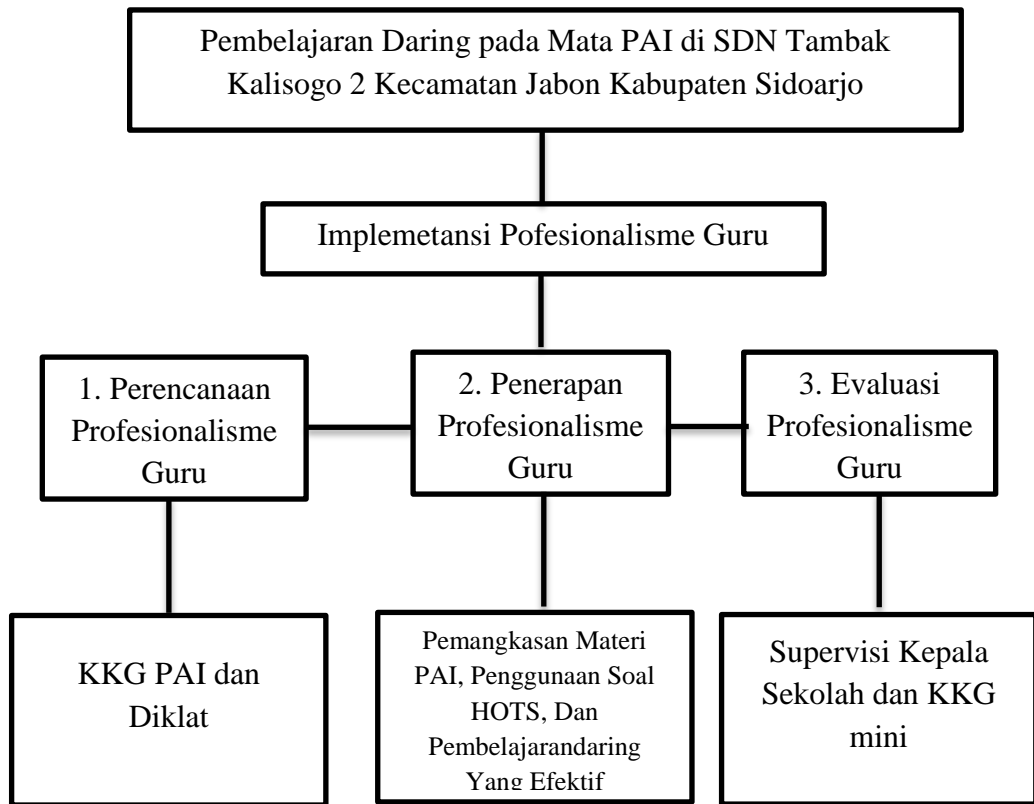 Pembelajaran Daring pada Mata PAI di SDN Tambak
Kalisogo 2 Kecamatan Jabon Kabupaten Sidoarjo
Implemetansi Pofesionalisme Guru
1. Perencanaan
Profesionalisme
Guru
2. Penerapan
Profesionalisme
Guru
3. Evaluasi
Profesionalisme
Guru
KKG PAI dan
Diklat
Pemangkasan Materi
PAI, Penggunaan Soal
HOTS, Dan
Pembelajarandaring
Yang Efektif
Supervisi Kepala
Sekolah dan KKG
mini